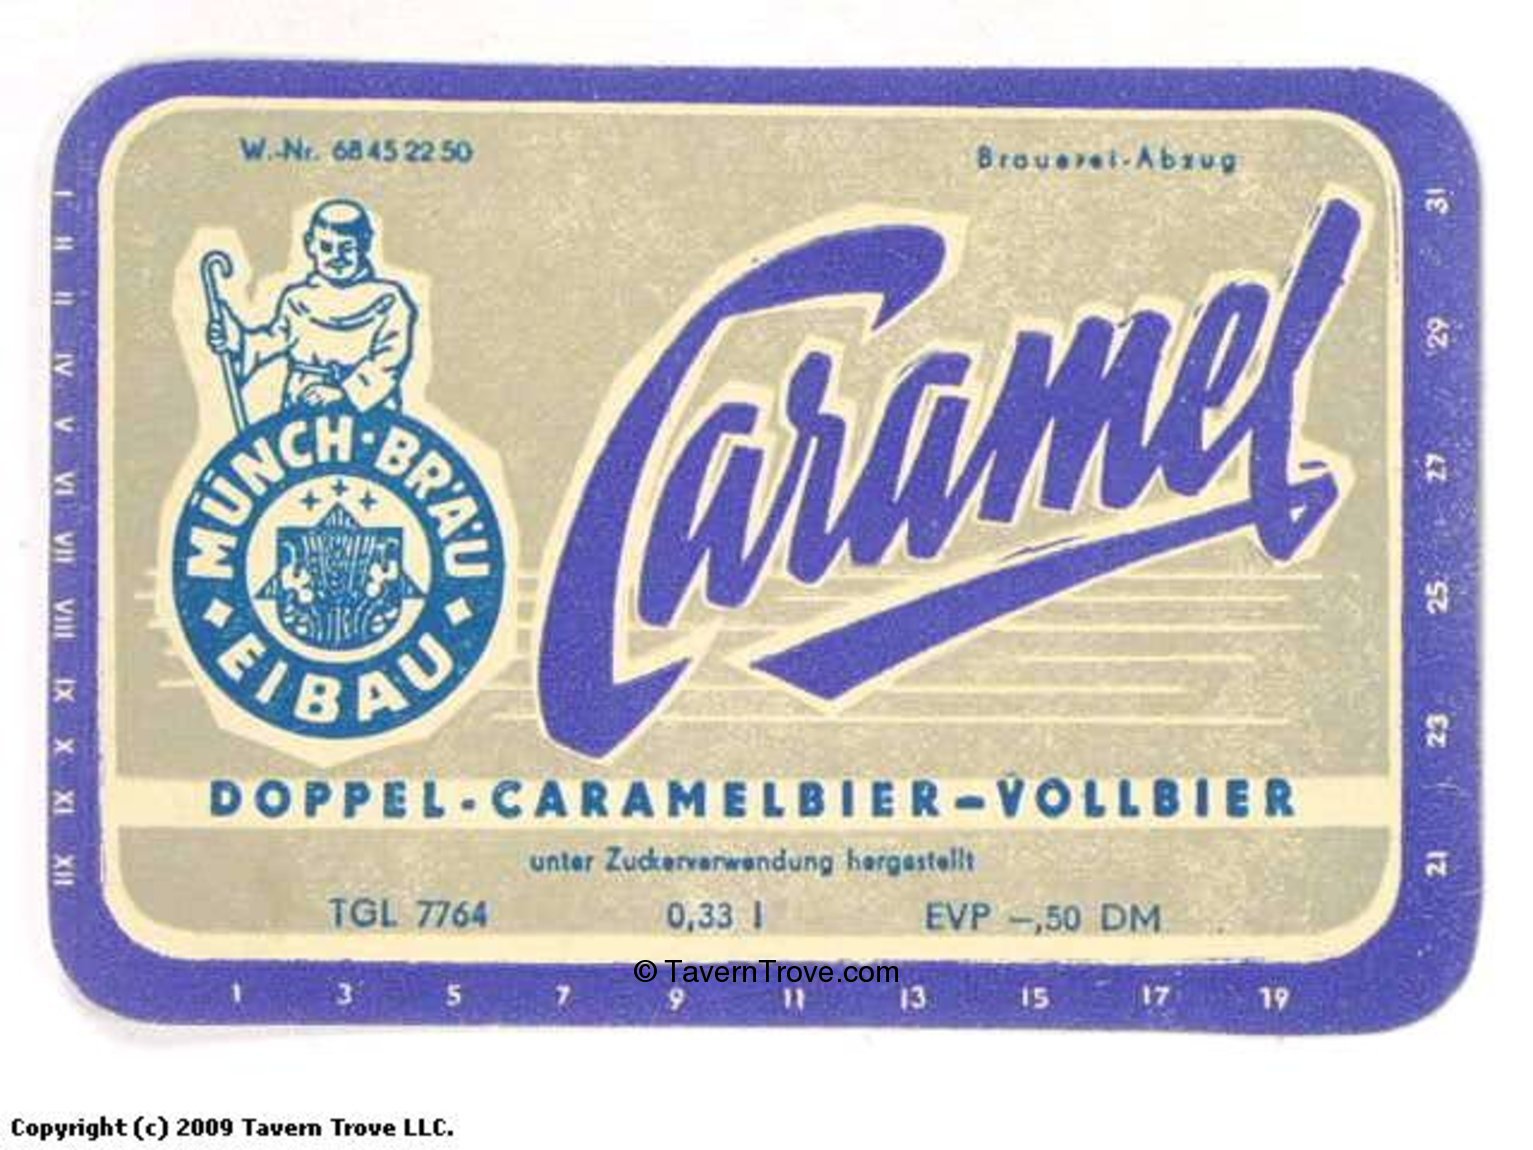 W.-Nr. 68 45 22 50
Brauerei-Abzug
MÜNCH-BRÄU
EIBAU
Caramel
DOPPEL-CARAMELBIER-VOLLBIER
unter Zuckerverwendung hergestellt
TGL 7764 0,33 l EVP –,50 DM
I II III IV V VI VII VIII IX X XI XII
1 3 5 7 9 11 13 15 17 19
21 23 25 27 29 31
© TavernTrove.com
Copyright (c) 2009 Tavern Trove LLC.